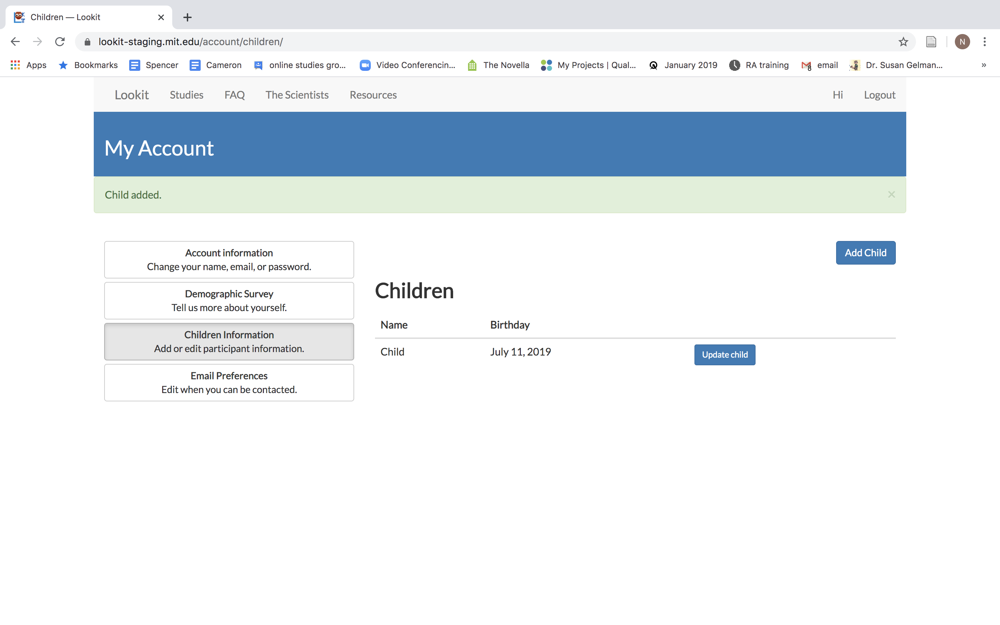 Children — Lookit
lookit-staging.mit.edu/account/children/
N
Apps Bookmarks Spencer Cameron online studies gro... Video Conferencin... The Novella My Projects | Qual... January 2019 RA training email Dr. Susan Gelman... »
Lookit Studies FAQ The Scientists Resources Hi Logout
My Account
Child added. ×
Account information
Change your name, email, or password.
Demographic Survey
Tell us more about yourself.
Children Information
Add or edit participant information.
Email Preferences
Edit when you can be contacted.
Add Child
Children
Name Birthday
Child July 11, 2019 Update child